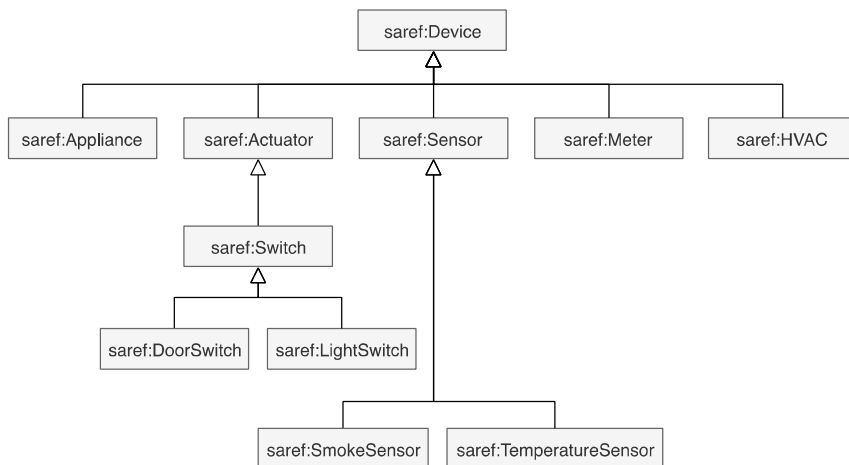 saref:Device
saref:Appliance
saref:Actuator
saref:Sensor
saref:Meter
saref:HVAC
saref:Switch
saref:DoorSwitch
saref:LightSwitch
saref:SmokeSensor
saref:TemperatureSensor